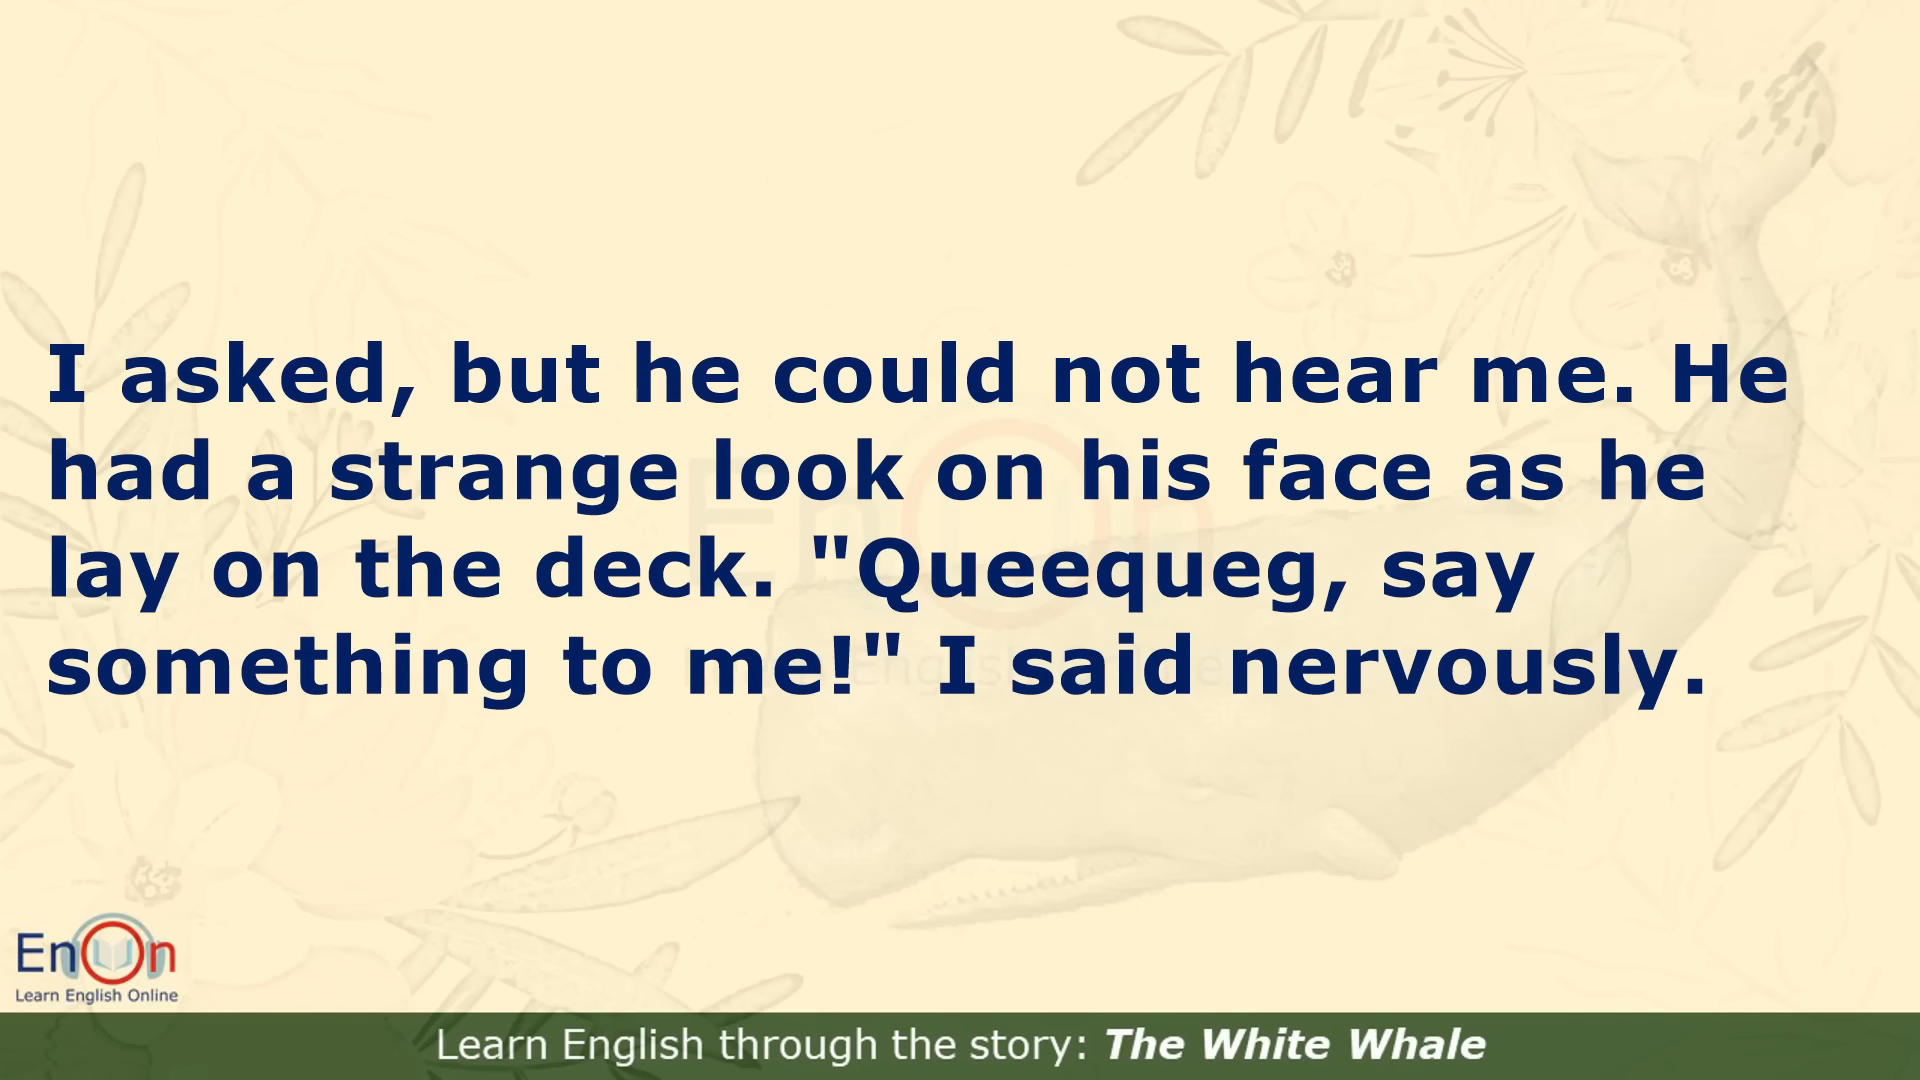 I asked, but he could not hear me. He
had a strange look on his face as he
lay on the deck. "Queequeg, say
something to me!" I said nervously.
EnOn
Learn English Online
Learn English through the story: The White Whale